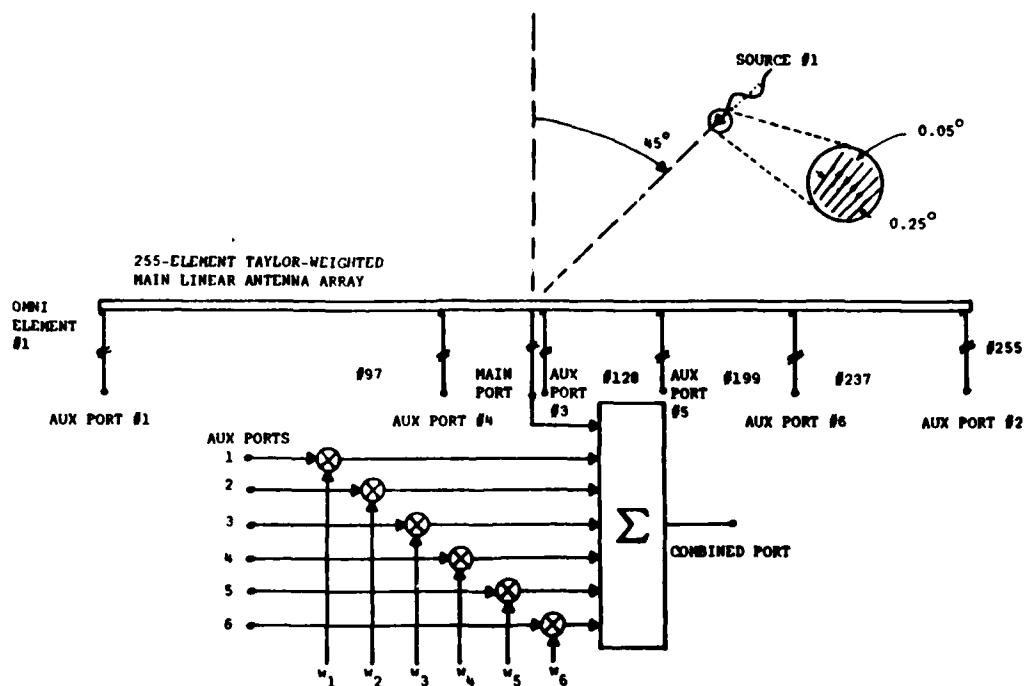 SOURCE #1
45°
0.05°
0.25°
255-ELEMENT TAYLOR-WEIGHTED
MAIN LINEAR ANTENNA ARRAY
OMNI
ELEMENT
#1
#97
MAIN
PORT
AUX
PORT
#3
#128
AUX
PORT
#5
#199
#237
#255
AUX PORT #1
AUX PORT #4
AUX PORT #6
AUX PORT #2
AUX PORTS
1
2
3
4
5
6
Σ
COMBINED PORT
w1
w2
w3
w4
w5
w6